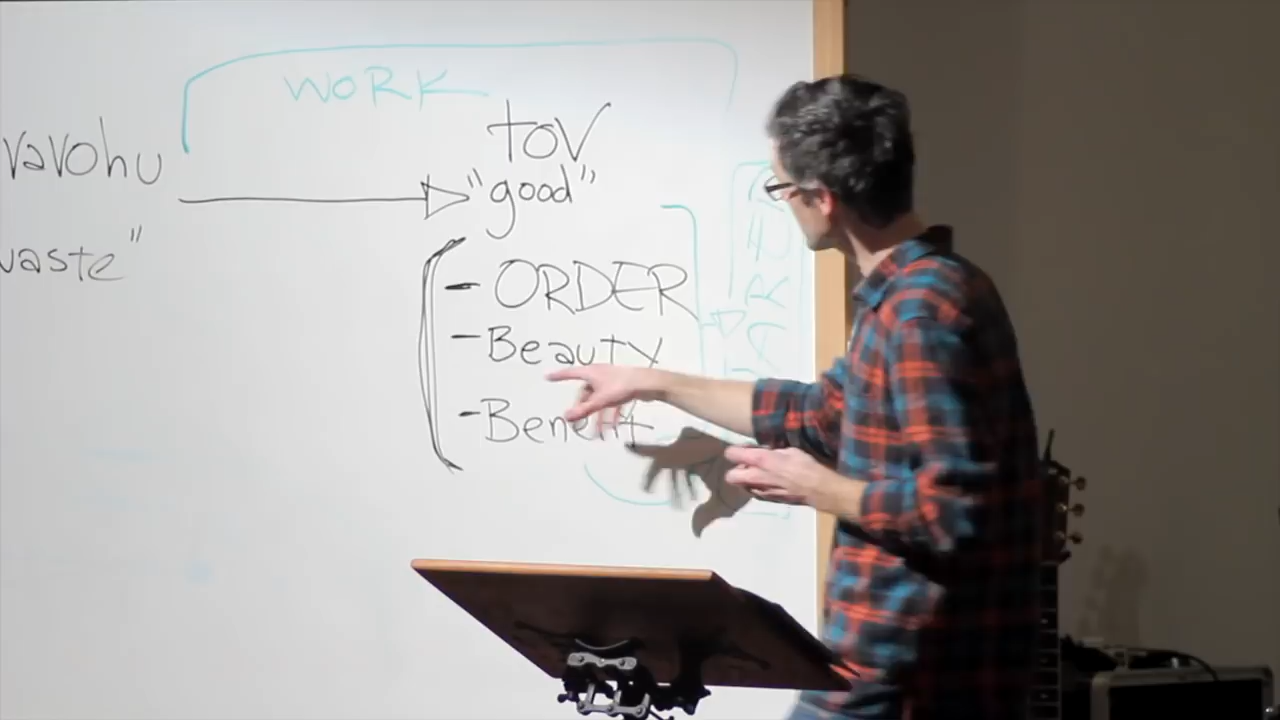 WORK
vavohu
tov
"good"
waste"
- ORDER
- Beauty
- Benefit